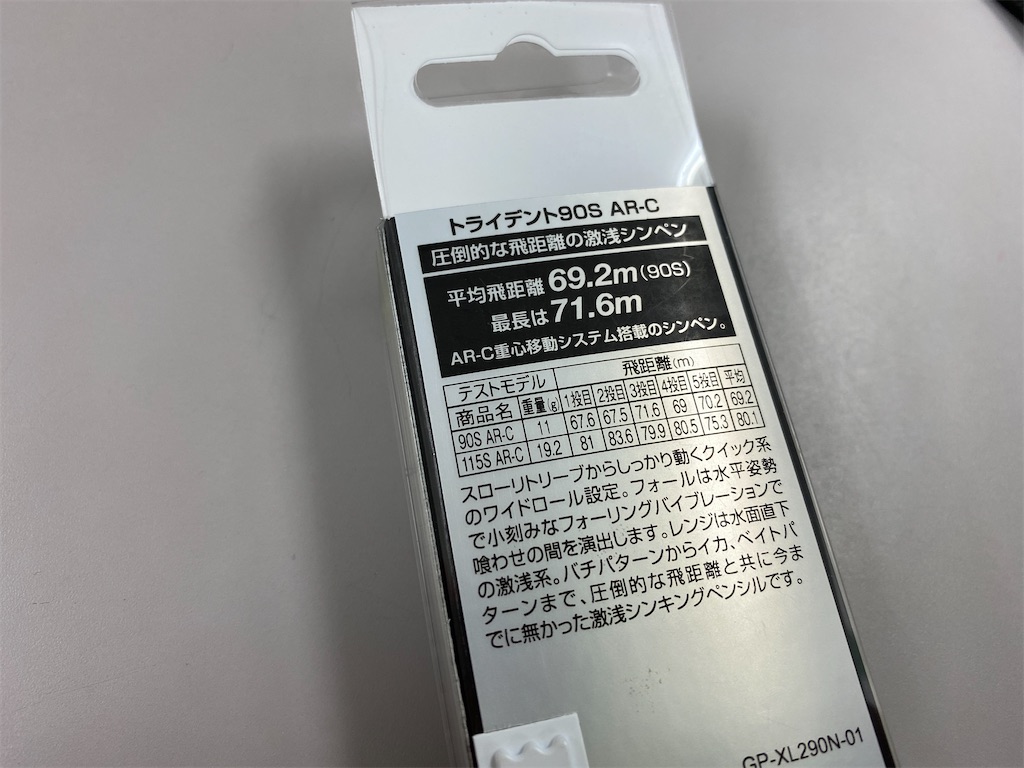 トライデント90S AR-C
圧倒的な飛距離の激浅シンペン
平均飛距離 69.2m(90S)
最長は71.6m
AR-C重心移動システム搭載のシンペン。
テストモデル 飛距離(m)
商品名 重量(g) 1投目 2投目 3投目 4投目 5投目 平均
90S AR-C 11 67.6 67.5 71.6 69 70.2 69.2
115S AR-C 19.2 81 83.6 79.9 80.5 75.3 80.1
スローリトリーブからしっかり動くクイック系
のワイドロール設定。フォールは水平姿勢
で小刻みなフォーリングバイブレーションで
喰わせの間を演出します。レンジは水面直下
の激浅系。バチパターンからイカ、ベイトパ
ターンまで、圧倒的な飛距離と共に今ま
でに無かった激浅シンキングペンシルです。
GP-XL290N-01